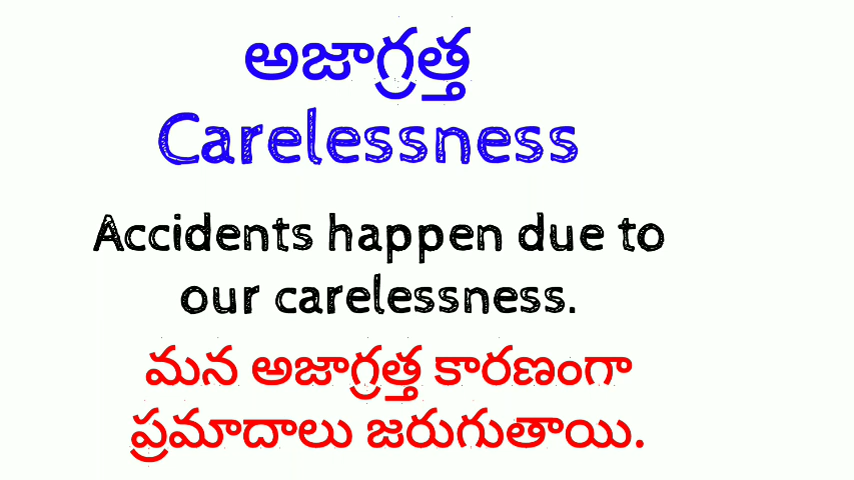 అజాగ్రత్త
Carelessness
Accidents happen due to
our carelessness.
మన అజాగ్రత్త కారణంగా
ప్రమాదాలు జరుగుతాయి.